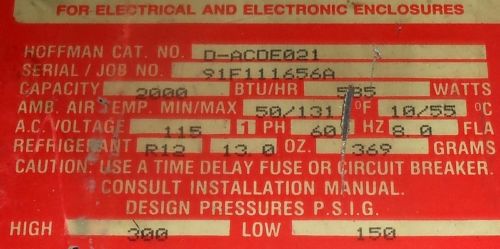 FOR ELECTRICAL AND ELECTRONIC ENCLOSURES
HOFFMAN CAT. NO. D-ACDE021
SERIAL / JOB NO. 91F111656A
CAPACITY 2000 BTU/HR 585 WATTS
AMB. AIR TEMP. MIN/MAX 50/131 °F 10/55 °C
A.C. VOLTAGE 115 1 PH 60 HZ 8.0 FLA
REFRIGERANT R12 13.0 OZ. 369 GRAMS
CAUTION: USE A TIME DELAY FUSE OR CIRCUIT BREAKER.
CONSULT INSTALLATION MANUAL.
DESIGN PRESSURES P.S.I.G.
HIGH 300 LOW 150